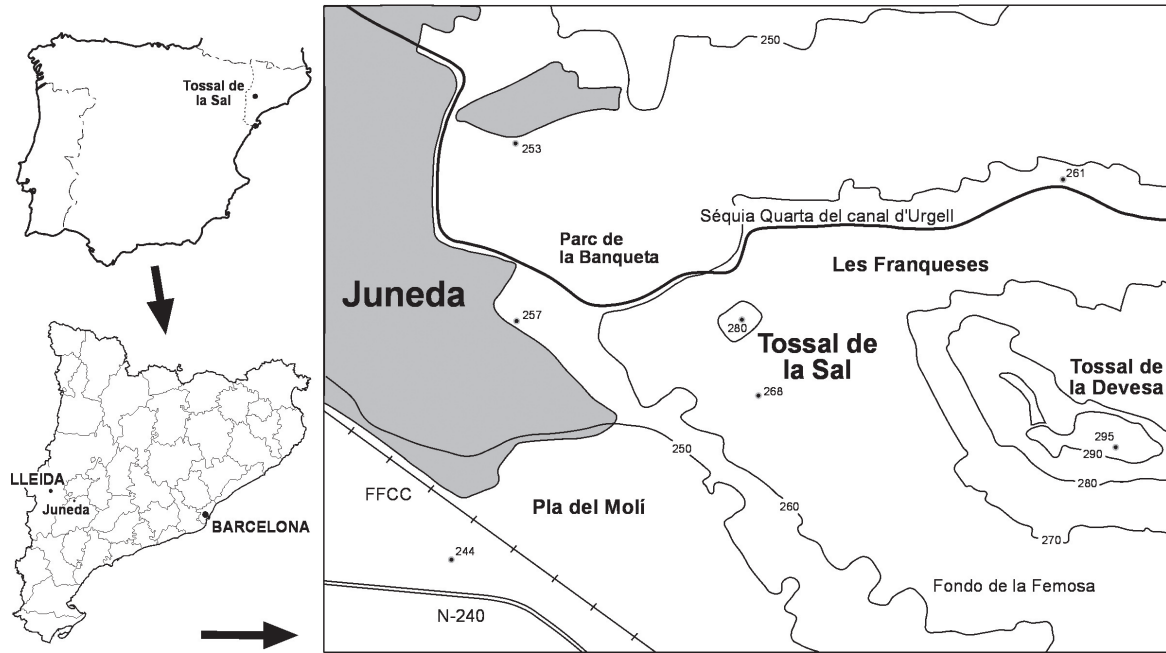 Tossal de
la Sal
LLEIDA
Juneda
BARCELONA
250
253
261
Séquia Quarta del canal d'Urgell
Parc de
la Banqueta
Les Franqueses
Juneda
257
280
Tossal de
la Sal
268
Tossal de
la Devesa
295
290
280
250
FFCC
Pla del Molí
260
270
244
Fondo de la Femosa
N-240